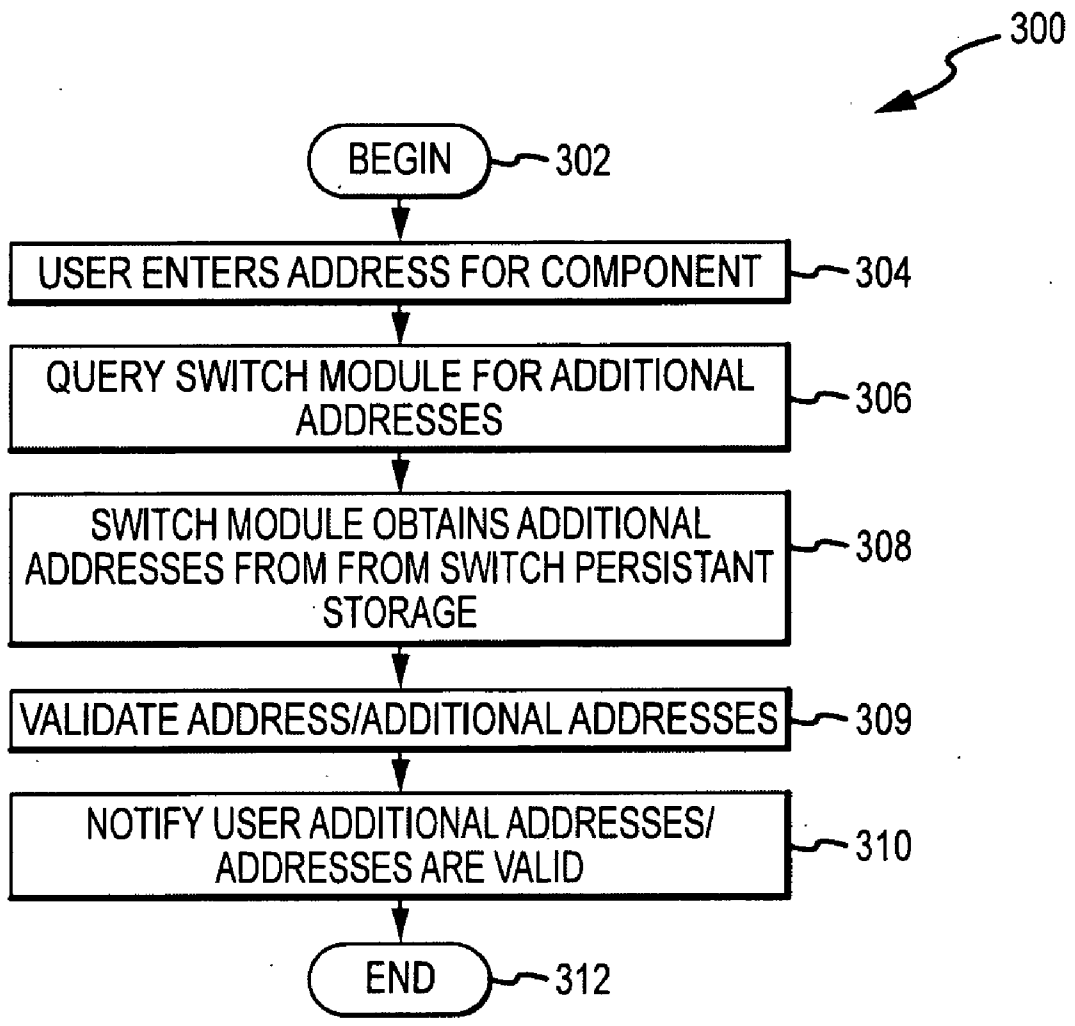 300
BEGIN
302
USER ENTERS ADDRESS FOR COMPONENT
304
QUERY SWITCH MODULE FOR ADDITIONAL
ADDRESSES
306
SWITCH MODULE OBTAINS ADDITIONAL
ADDRESSES FROM FROM SWITCH PERSISTANT
STORAGE
308
VALIDATE ADDRESS/ADDITIONAL ADDRESSES
309
NOTIFY USER ADDITIONAL ADDRESSES/
ADDRESSES ARE VALID
310
END
312